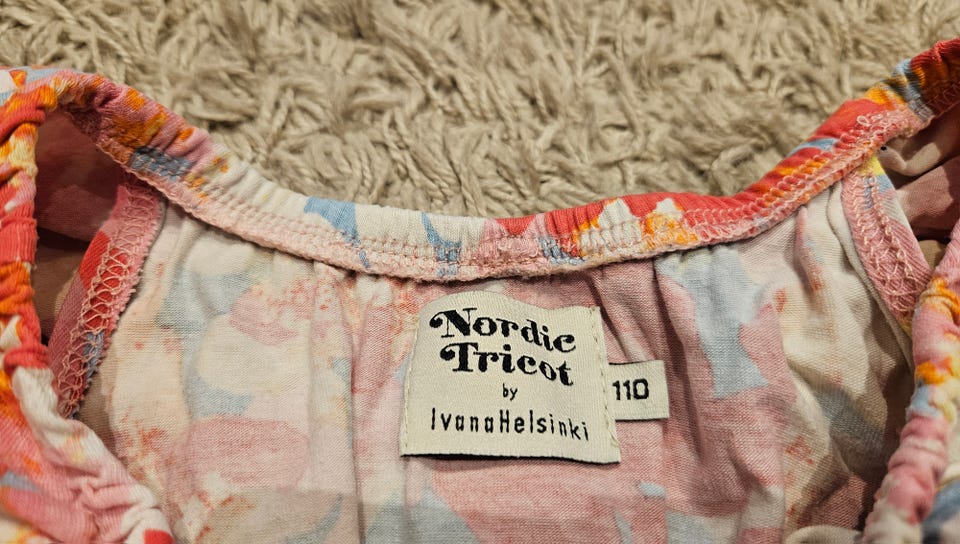 Nordic
Tricot
by
IvanaHelsinki
110